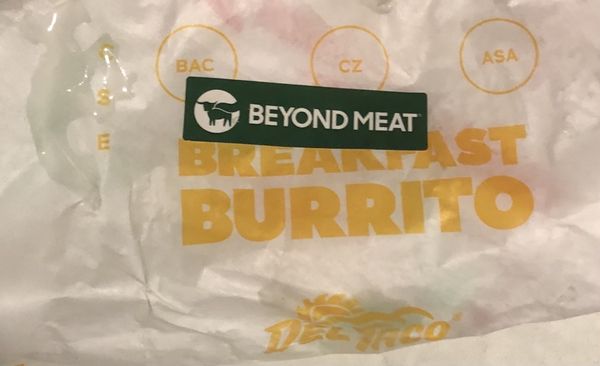 BAC
CZ
ASA
BEYOND MEAT
BREAKFAST
BURRITO
DEL TACO